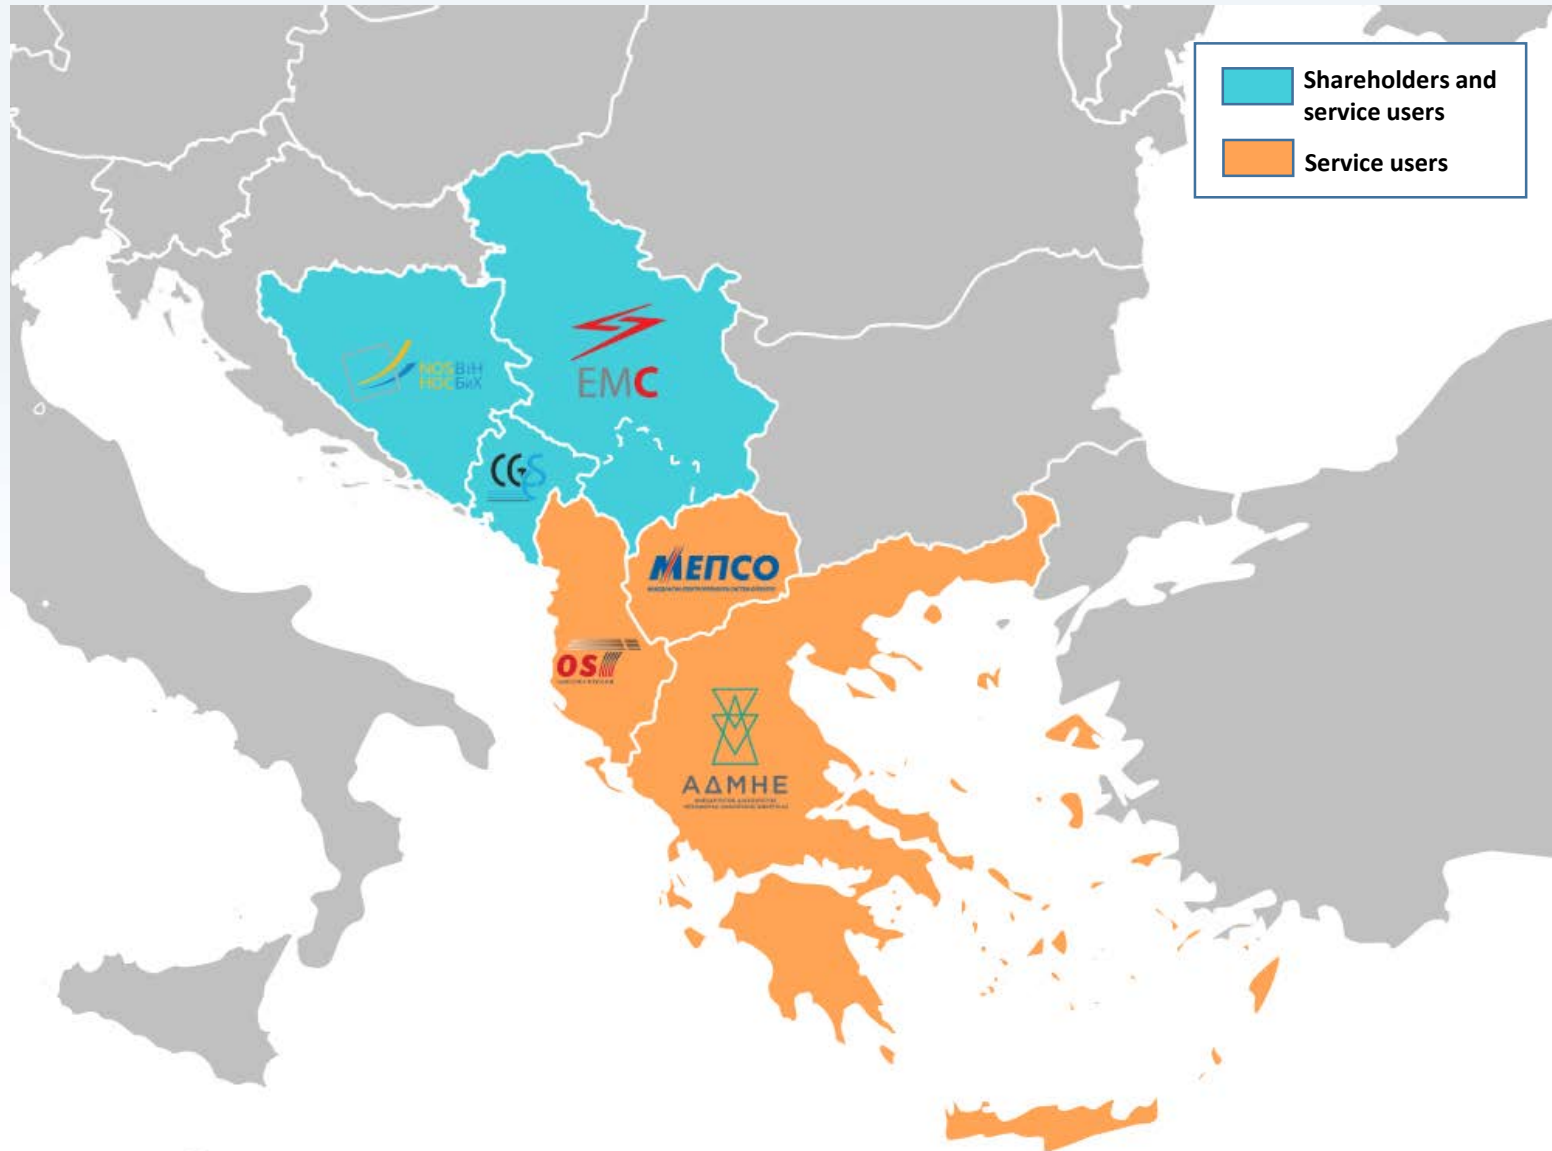 Shareholders and
service users
Service users
NOSBiH
НОСБиХ
EMC
CGES
МЕПСО
OST
ΑΔΜΗΕ